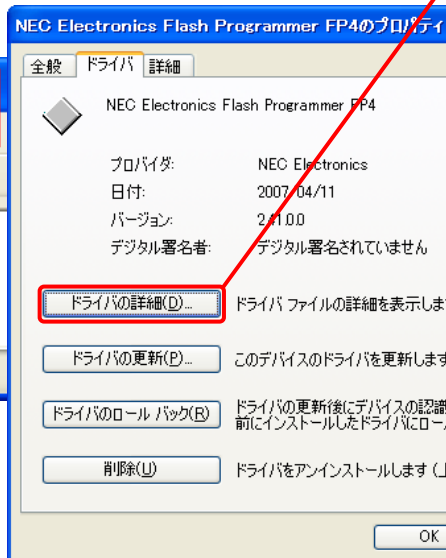 NEC Electronics Flash Programmer FP4のプロパティ
全般 ドライバ 詳細
NEC Electronics Flash Programmer FP4
プロバイダ: NEC Electronics
日付: 2007/04/11
バージョン: 2.41.0.0
デジタル署名者: デジタル署名されていません
ドライバの詳細(D)... ドライバ ファイルの詳細を表示しま
ドライバの更新(P)... このデバイスのドライバを更新します
ドライバのロール バック(R) ドライバの更新後にデバイスの認識
前にインストールしたドライバにロー
削除(U) ドライバをアンインストールします (
OK